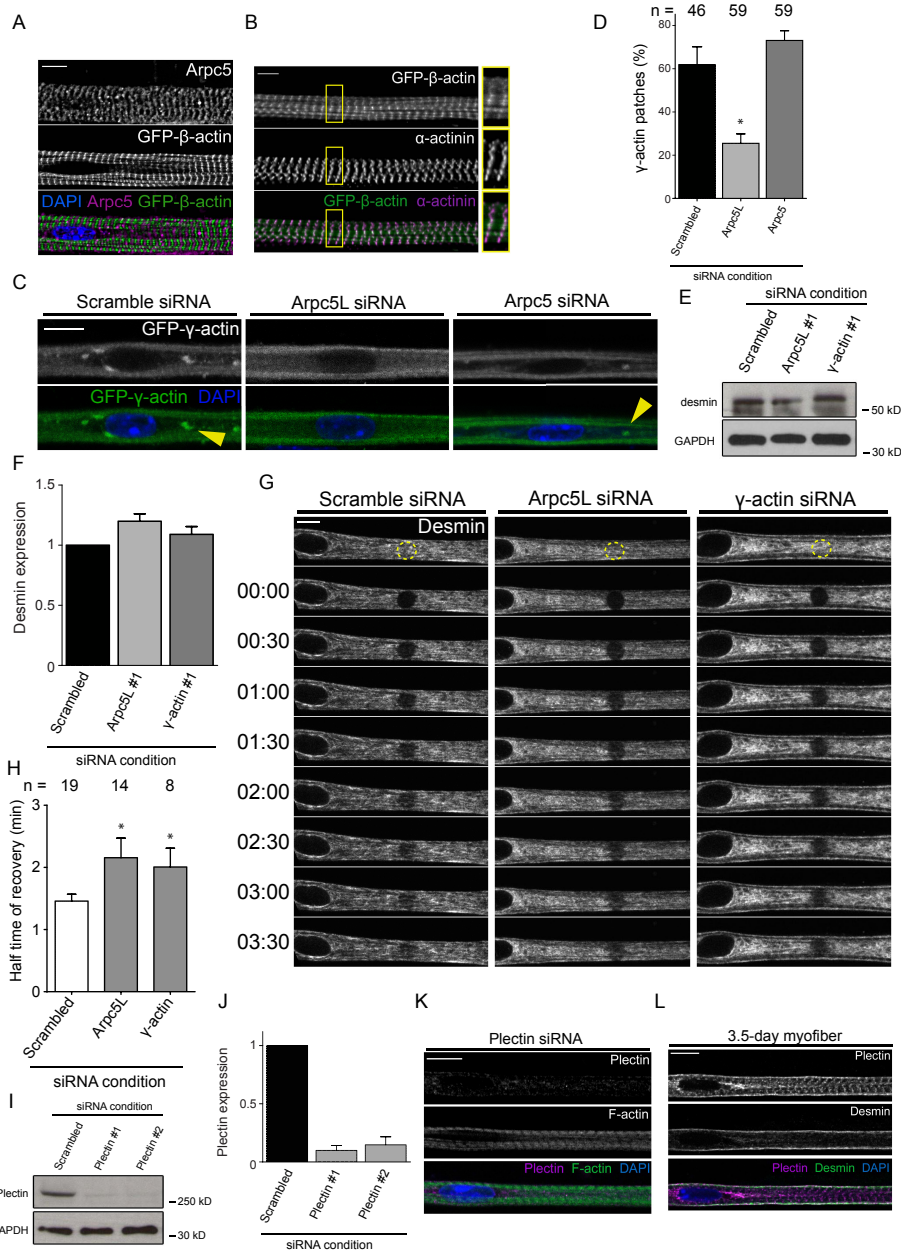 A
Arpc5
GFP-β-actin
DAPI Arpc5 GFP-β-actin
B
GFP-β-actin
α-actinin
GFP-β-actin α-actinin
C
Scramble siRNA
Arpc5L siRNA
Arpc5 siRNA
GFP-γ-actin
GFP-γ-actin DAPI
D
n = 46 59 59
γ-actin patches (%)
80
60
40
20
0
*
Scrambled
Arpc5L
Arpc5
siRNA condition
E
siRNA condition
Scrambled
Arpc5L #1
γ-actin #1
desmin
50 kD
GAPDH
30 kD
F
Desmin expression
1.5
1
0.5
0
Scrambled
Arpc5L #1
γ-actin #1
siRNA condition
G
Scramble siRNA
Arpc5L siRNA
γ-actin siRNA
Desmin
00:00
00:30
01:00
01:30
02:00
02:30
03:00
03:30
H
n = 19 14 8
Half time of recovery (min)
3
2
1
0
* *
Scrambled
Arpc5L
γ-actin
siRNA condition
I
siRNA condition
Scrambled
Plectin #1
Plectin #2
Plectin
250 kD
APDH
30 kD
J
Plectin expression
1
0.5
0
Scrambled
Plectin #1
Plectin #2
siRNA condition
K
Plectin siRNA
Plectin
F-actin
Plectin F-actin DAPI
L
3.5-day myofiber
Plectin
Desmin
Plectin Desmin DAPI